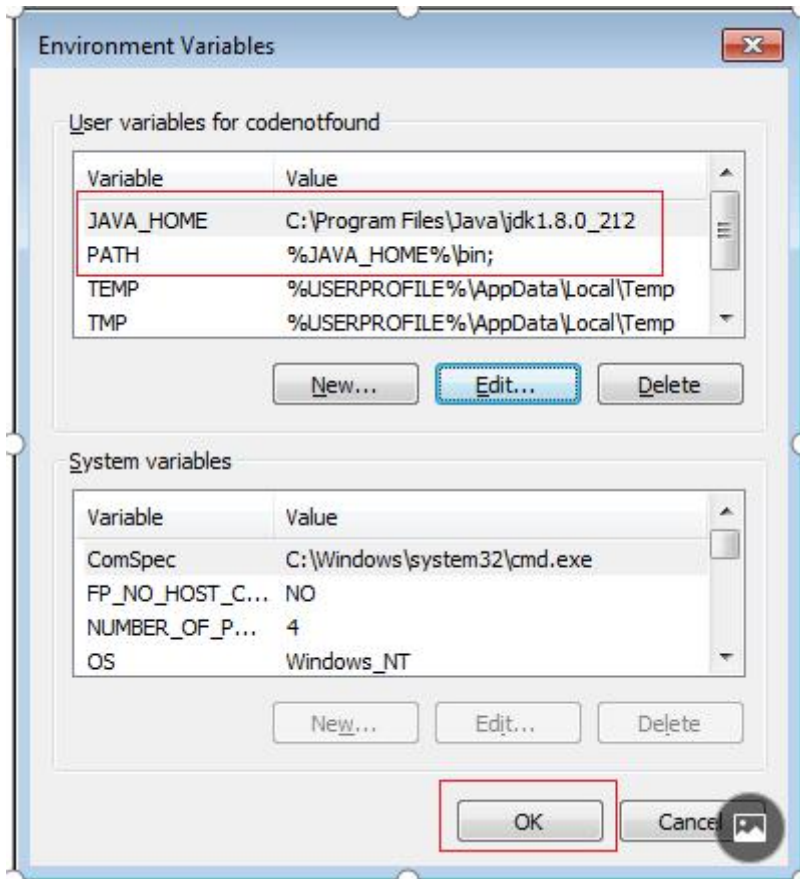 Environment Variables
User variables for codenotfound
Variable Value
JAVA_HOME C:\Program Files\Java\jdk1.8.0_212
PATH %JAVA_HOME%\bin;
TEMP %USERPROFILE%\AppData\Local\Temp
TMP %USERPROFILE%\AppData\Local\Temp
New... Edit... Delete
System variables
Variable Value
ComSpec C:\Windows\system32\cmd.exe
FP_NO_HOST_C... NO
NUMBER_OF_P... 4
OS Windows_NT
New... Edit... Delete
OK Cancel